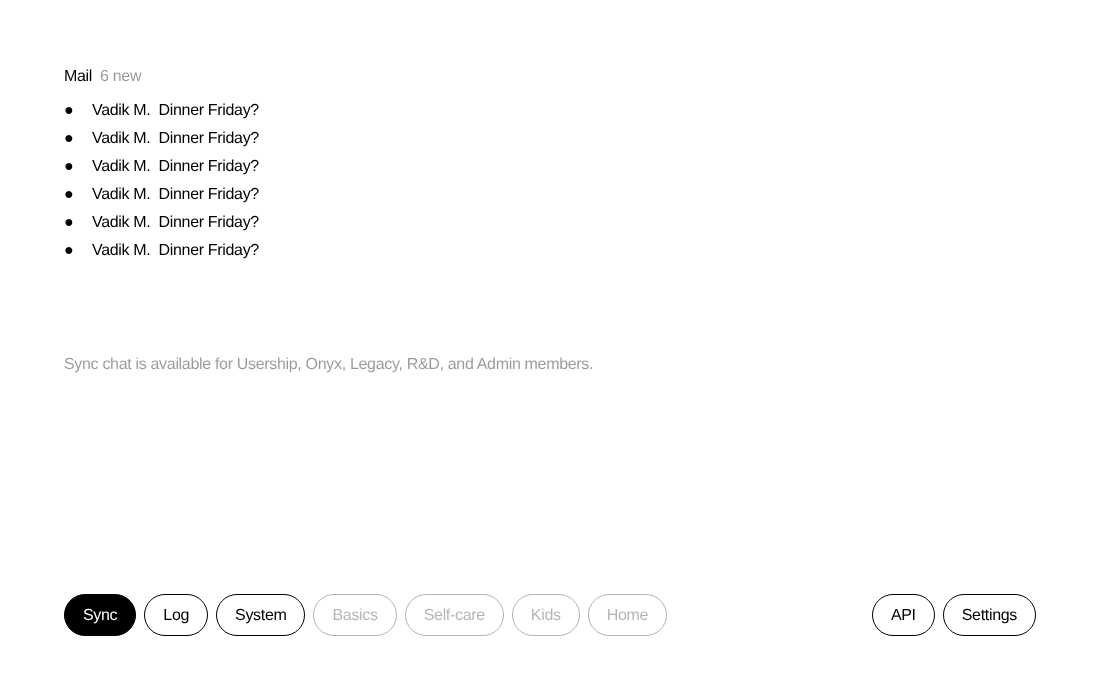 Mail 6 new
● Vadik M. Dinner Friday?
● Vadik M. Dinner Friday?
● Vadik M. Dinner Friday?
● Vadik M. Dinner Friday?
● Vadik M. Dinner Friday?
● Vadik M. Dinner Friday?
Sync chat is available for Usership, Onyx, Legacy, R&D, and Admin members.
Sync Log System Basics Self-care Kids Home API Settings